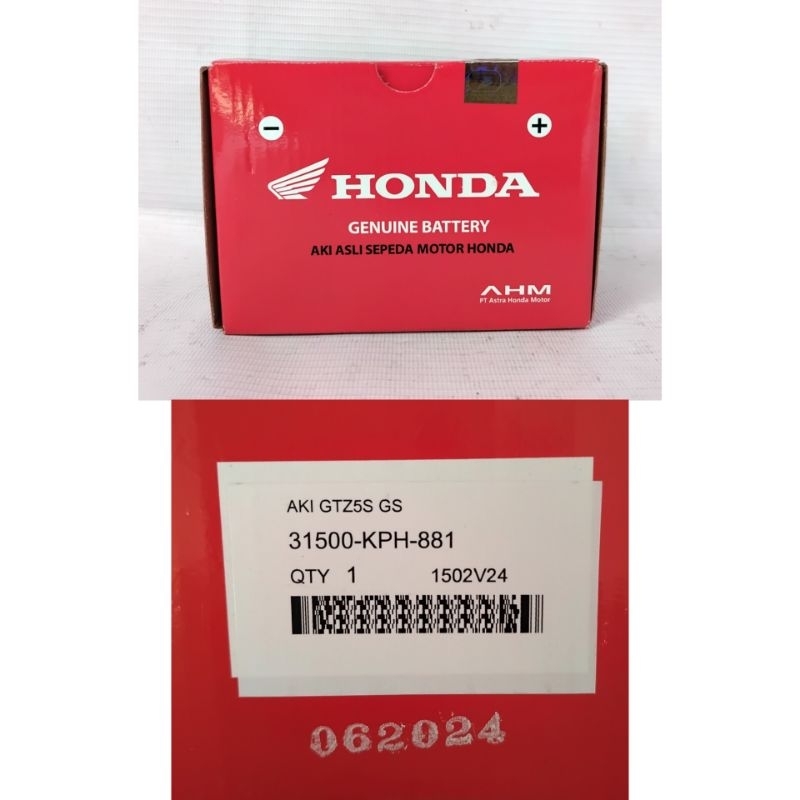 HONDA
GENUINE BATTERY
AKI ASLI SEPEDA MOTOR HONDA
AHM
PT Astra Honda Motor
AKI GTZ5S GS
31500-KPH-881
QTY 1 1502V24
062024